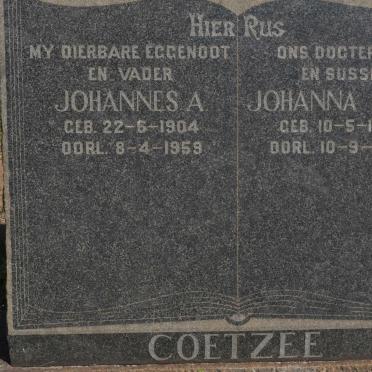 Hier Rus
MY DIERBARE EGGENOOT
EN VADER
JOHANNES A
GEB. 22-6-1904
OORL. 8-4-1959
ONS DOGTER
EN SUSS
JOHANNA
GEB. 10-5-1
OORL. 10-9-
COETZEE